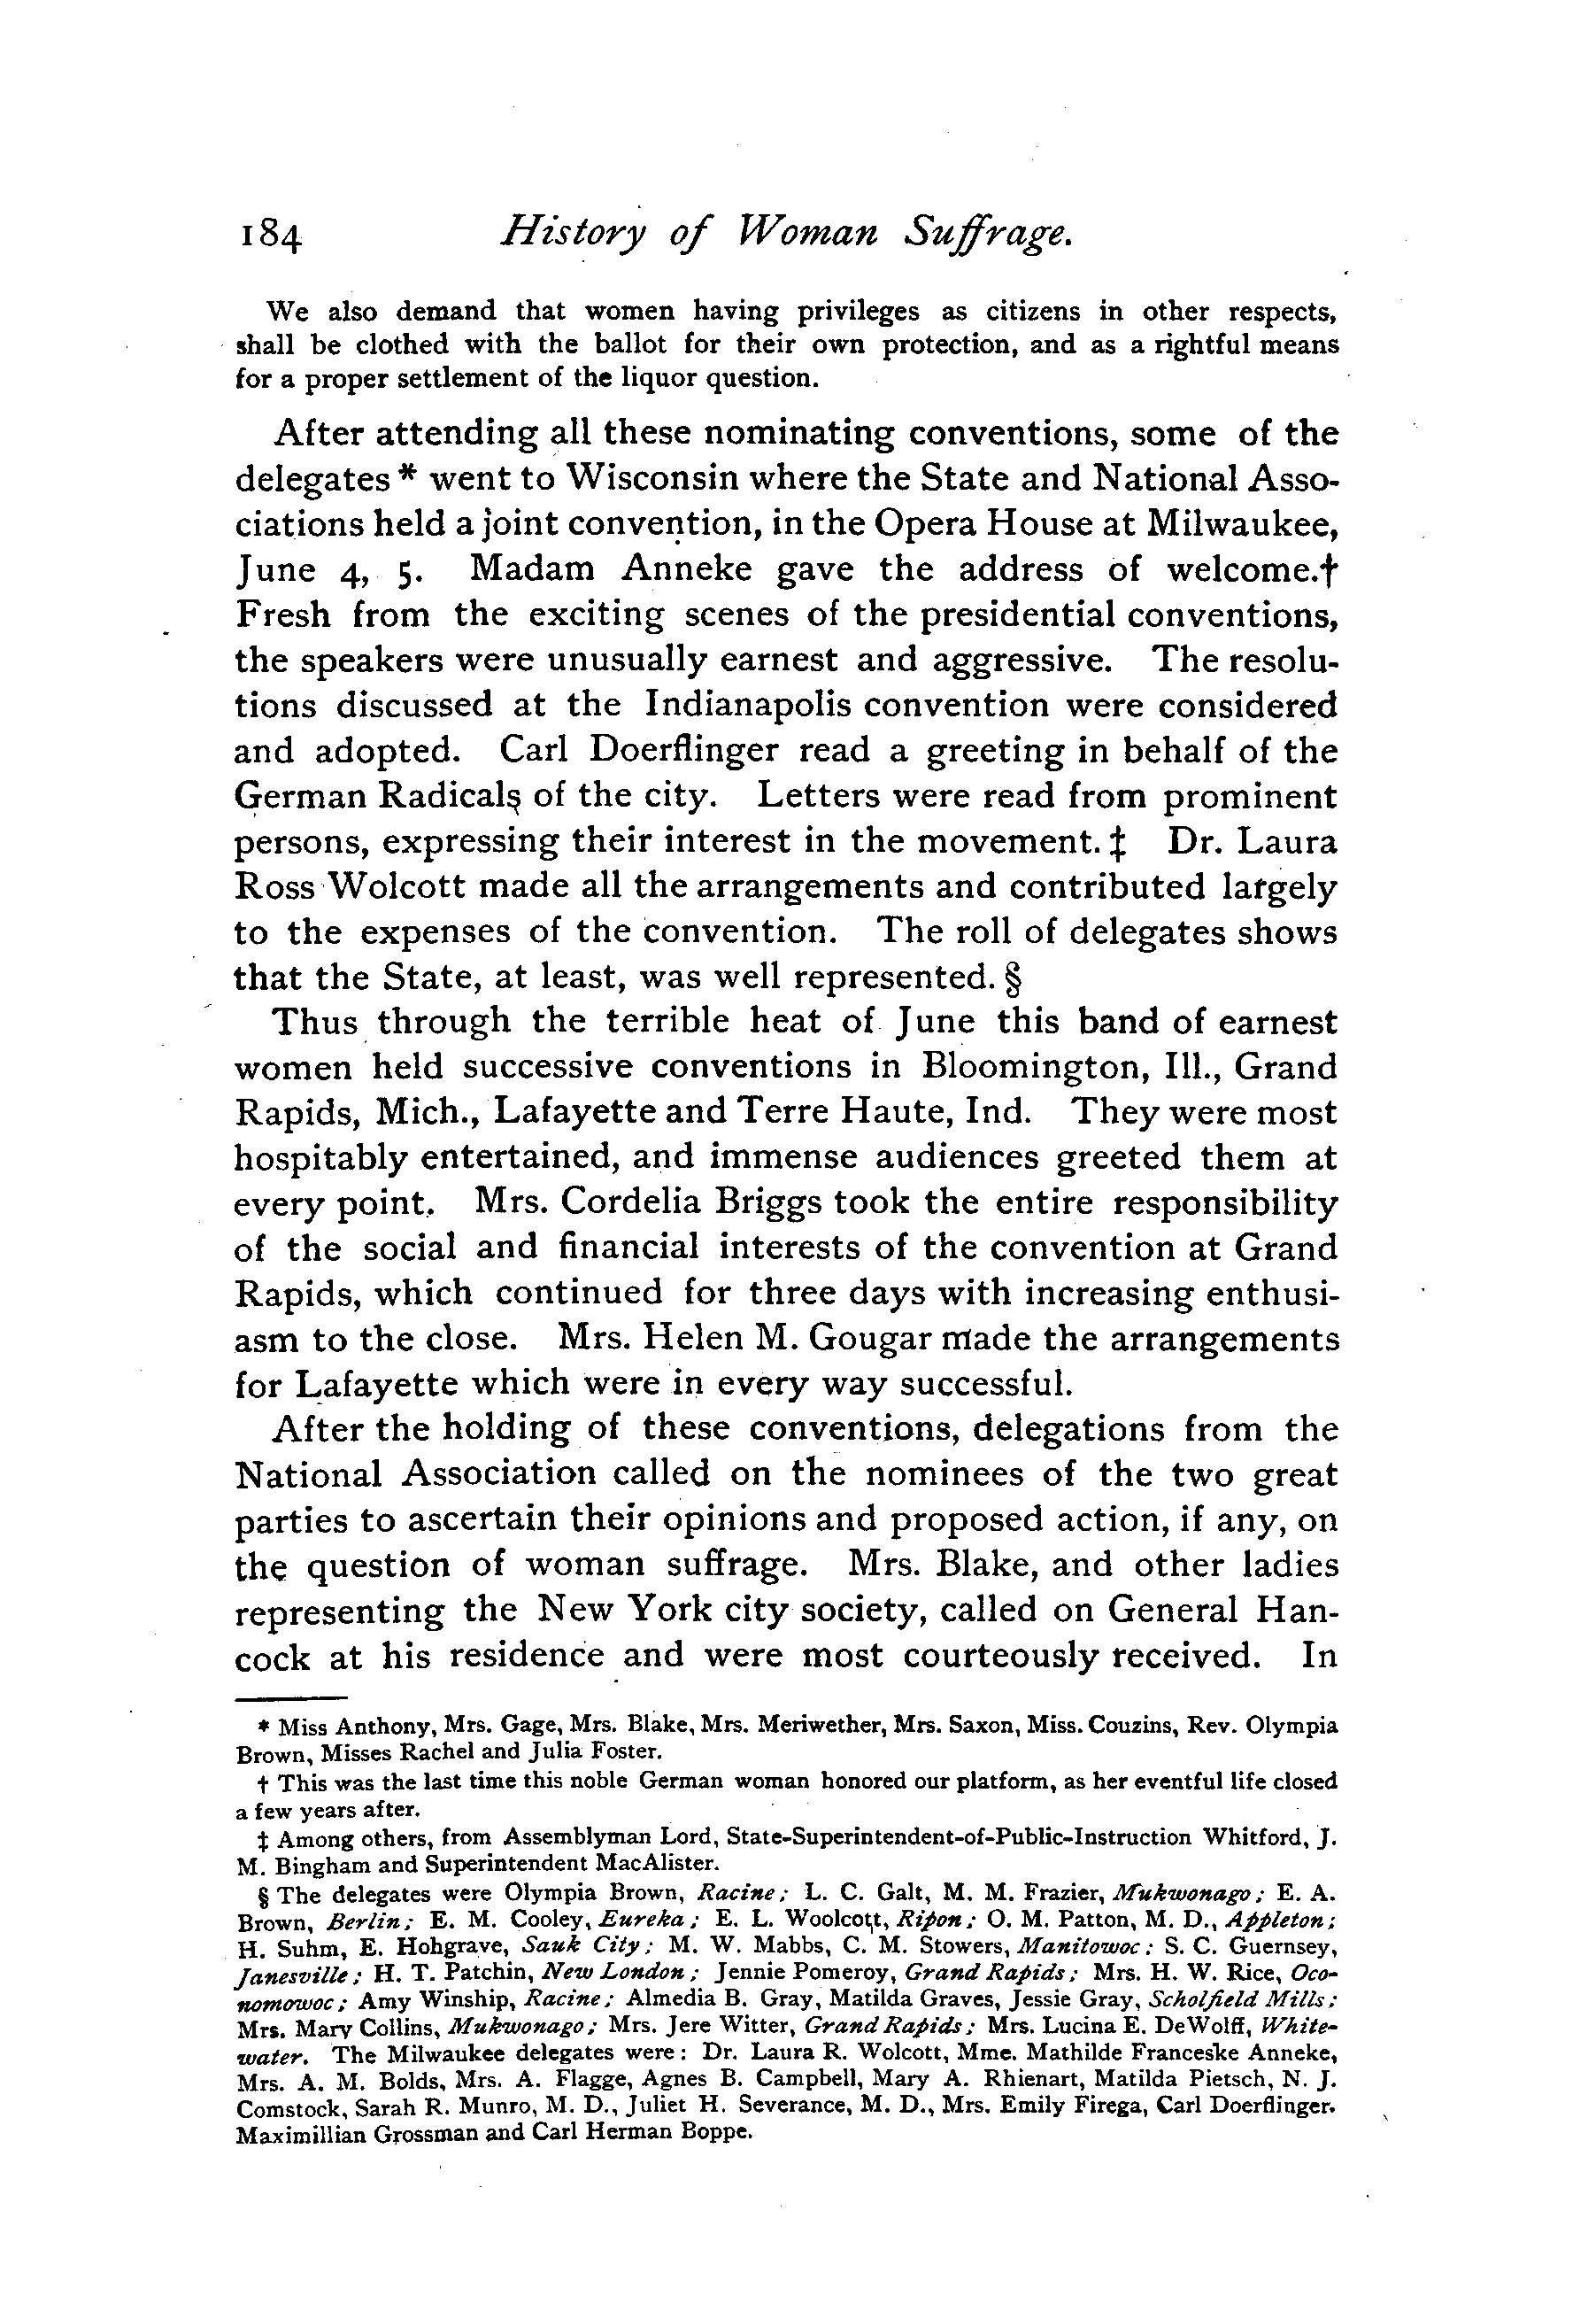 184 History of Woman Suffrage.
We also demand that women having privileges as citizens in other respects,
shall be clothed with the ballot for their own protection, and as a rightful means
for a proper settlement of the liquor question.
After attending all these nominating conventions, some of the
delegates * went to Wisconsin where the State and National Asso-
ciations held a joint convention, in the Opera House at Milwaukee,
June 4, 5. Madam Anneke gave the address of welcome.†
Fresh from the exciting scenes of the presidential conventions,
the speakers were unusually earnest and aggressive. The resolu-
tions discussed at the Indianapolis convention were considered
and adopted. Carl Doerflinger read a greeting in behalf of the
German Radicals of the city. Letters were read from prominent
persons, expressing their interest in the movement. ‡ Dr. Laura
Ross Wolcott made all the arrangements and contributed largely
to the expenses of the convention. The roll of delegates shows
that the State, at least, was well represented. §
Thus through the terrible heat of June this band of earnest
women held successive conventions in Bloomington, Ill., Grand
Rapids, Mich., Lafayette and Terre Haute, Ind. They were most
hospitably entertained, and immense audiences greeted them at
every point. Mrs. Cordelia Briggs took the entire responsibility
of the social and financial interests of the convention at Grand
Rapids, which continued for three days with increasing enthusi-
asm to the close. Mrs. Helen M. Gougar made the arrangements
for Lafayette which were in every way successful.
After the holding of these conventions, delegations from the
National Association called on the nominees of the two great
parties to ascertain their opinions and proposed action, if any, on
the question of woman suffrage. Mrs. Blake, and other ladies
representing the New York city society, called on General Han-
cock at his residence and were most courteously received. In
* Miss Anthony, Mrs. Gage, Mrs. Blake, Mrs. Meriwether, Mrs. Saxon, Miss. Couzins, Rev. Olympia
Brown, Misses Rachel and Julia Foster.
† This was the last time this noble German woman honored our platform, as her eventful life closed
a few years after.
‡ Among others, from Assemblyman Lord, State-Superintendent-of-Public-Instruction Whitford, J.
M. Bingham and Superintendent MacAlister.
§ The delegates were Olympia Brown, Racine; L. C. Galt, M. M. Frazier, Mukwonago; E. A.
Brown, Berlin; E. M. Cooley, Eureka; E. L. Woolcott, Ripon; O. M. Patton, M. D., Appleton;
H. Suhm, E. Hohgrave, Sauk City; M. W. Mabbs, C. M. Stowers, Manitowoc: S. C. Guernsey,
Janesville; H. T. Patchin, New London; Jennie Pomeroy, Grand Rapids; Mrs. H. W. Rice, Oco-
nomowoc; Amy Winship, Racine; Almedia B. Gray, Matilda Graves, Jessie Gray, Scholfield Mills;
Mrs. Mary Collins, Mukwonago; Mrs. Jere Witter, Grand Rapids; Mrs. Lucina E. DeWolff, White-
water. The Milwaukee delegates were: Dr. Laura R. Wolcott, Mme. Mathilde Franceske Anneke,
Mrs. A. M. Bolds, Mrs. A. Flagge, Agnes B. Campbell, Mary A. Rhienart, Matilda Pietsch, N. J.
Comstock, Sarah R. Munro, M. D., Juliet H. Severance, M. D., Mrs. Emily Firega, Carl Doerflinger.
Maximillian Grossman and Carl Herman Boppe.